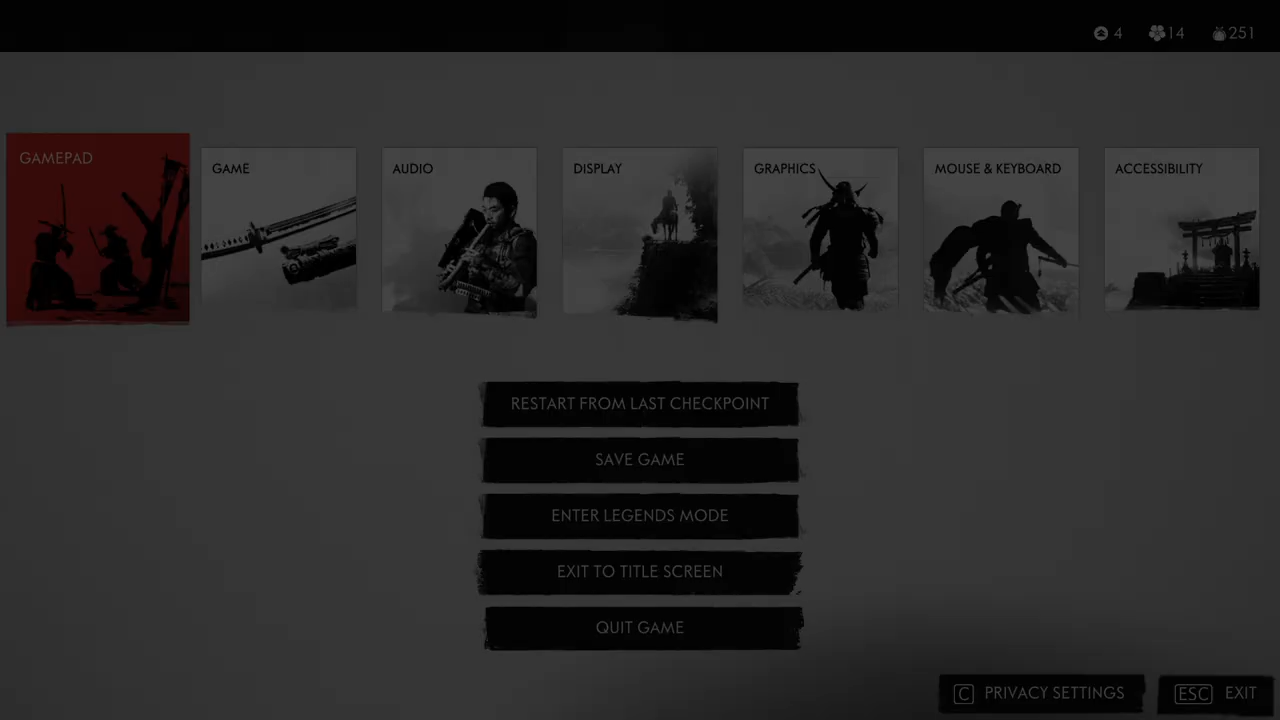 4 14 251
GAMEPAD
GAME
AUDIO
DISPLAY
GRAPHICS
MOUSE & KEYBOARD
ACCESSIBILITY
RESTART FROM LAST CHECKPOINT
SAVE GAME
ENTER LEGENDS MODE
EXIT TO TITLE SCREEN
QUIT GAME
C PRIVACY SETTINGS
ESC EXIT